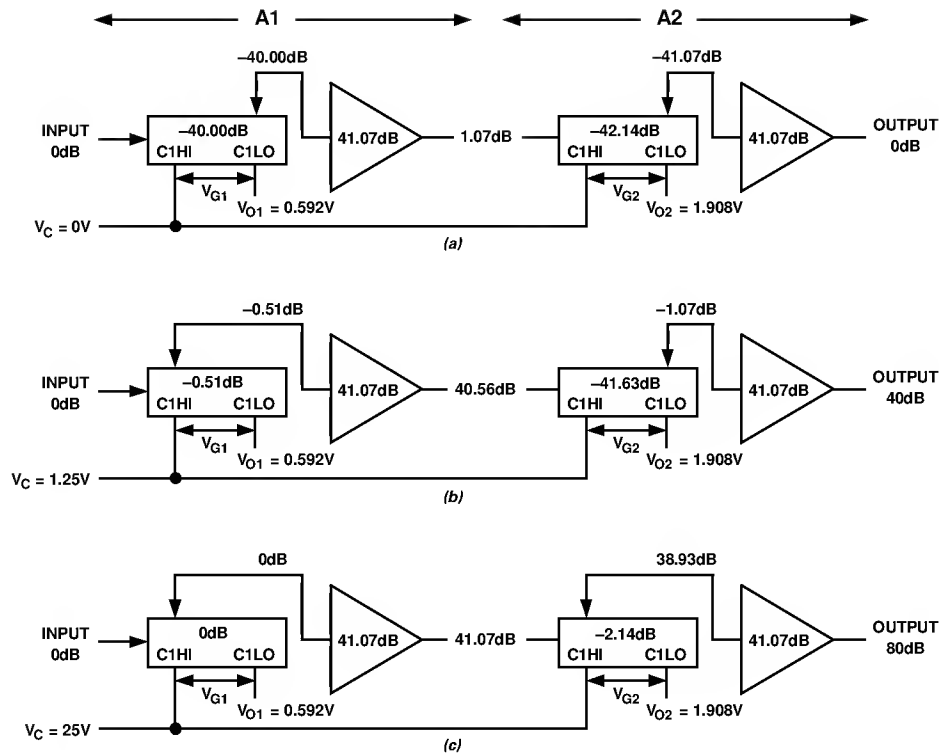 A1 A2
–40.00dB –41.07dB
INPUT 0dB
–40.00dB
C1HI C1LO
41.07dB
1.07dB
–42.14dB
C1HI C1LO
41.07dB
OUTPUT 0dB
VG1
VO1 = 0.592V
VG2
VO2 = 1.908V
VC = 0V
(a)
–0.51dB –1.07dB
INPUT 0dB
–0.51dB
C1HI C1LO
41.07dB
40.56dB
–41.63dB
C1HI C1LO
41.07dB
OUTPUT 40dB
VG1
VO1 = 0.592V
VG2
VO2 = 1.908V
VC = 1.25V
(b)
0dB 38.93dB
INPUT 0dB
0dB
C1HI C1LO
41.07dB
41.07dB
–2.14dB
C1HI C1LO
41.07dB
OUTPUT 80dB
VG1
VO1 = 0.592V
VG2
VO2 = 1.908V
VC = 25V
(c)